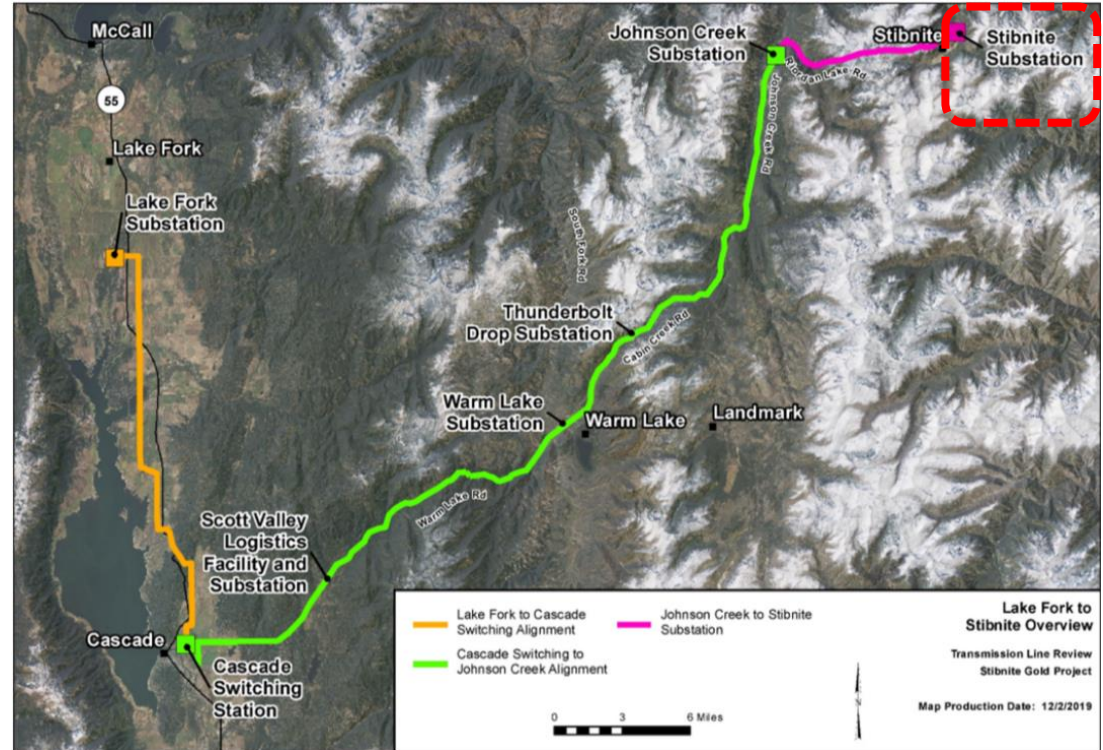 McCall
55
Lake Fork
Lake Fork
Substation
Johnson Creek
Substation
Stibnite
Stibnite
Substation
Riordan Lake Rd
Johnson Creek Rd
South Fork Rd
Thunderbolt
Drop Substation
Cabin Creek Rd
Warm Lake
Substation
Warm Lake
Landmark
Warm Lake Rd
Scott Valley
Logistics
Facility and
Substation
Cascade
Cascade
Switching
Station
Lake Fork to Cascade
Switching Alignment
Cascade Switching to
Johnson Creek Alignment
Johnson Creek to Stibnite
Substation
0 3 6 Miles
N
Lake Fork to
Stibnite Overview
Transmission Line Review
Stibnite Gold Project
Map Production Date: 12/2/2019